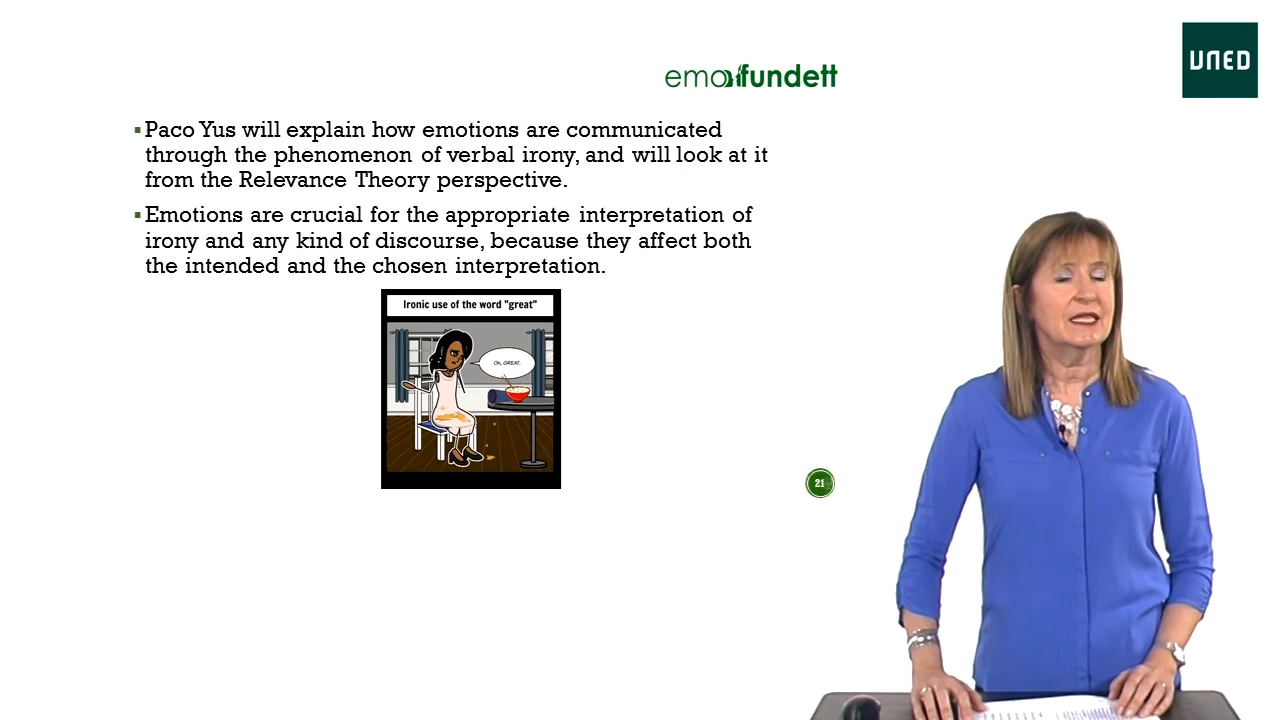 UNED
emo fundett
Paco Yus will explain how emotions are communicated
through the phenomenon of verbal irony, and will look at it
from the Relevance Theory perspective.
Emotions are crucial for the appropriate interpretation of
irony and any kind of discourse, because they affect both
the intended and the chosen interpretation.
Ironic use of the word "great"
OH, GREAT.
21